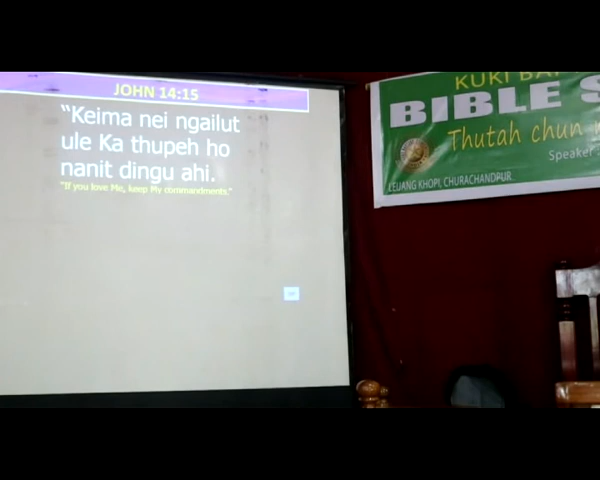 JOHN 14:15
“Keima nei ngailut
ule Ka thupeh ho
nanit dingu ahi.
"If you love Me, keep My commandments."
KUKI BA
BIBLE S
Thutah chun
Speaker
LEIJANG KHOPI, CHURACHANDPUR.